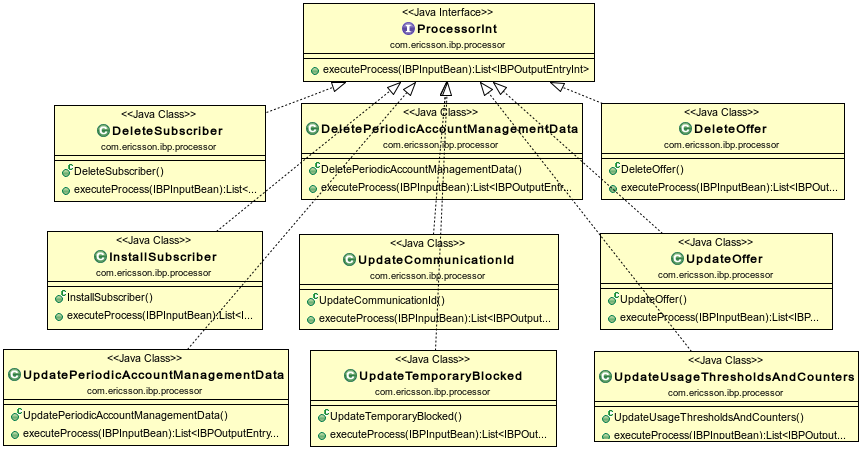 <<Java Interface>>
ProcessorInt
com.ericsson.ibp.processor
executeProcess(IBPInputBean):List<IBPOutputEntryInt>
<<Java Class>>
DeleteSubscriber
com.ericsson.ibp.processor
DeleteSubscriber()
executeProcess(IBPInputBean):List<...
<<Java Class>>
DeletePeriodicAccountManagementData
com.ericsson.ibp.processor
DeletePeriodicAccountManagementData()
executeProcess(IBPInputBean):List<IBPOutputEntr...
<<Java Class>>
DeleteOffer
com.ericsson.ibp.processor
DeleteOffer()
executeProcess(IBPInputBean):List<IBPOut...
<<Java Class>>
InstallSubscriber
com.ericsson.ibp.processor
InstallSubscriber()
executeProcess(IBPInputBean):List<I...
<<Java Class>>
UpdateCommunicationId
com.ericsson.ibp.processor
UpdateCommunicationId()
executeProcess(IBPInputBean):List<IBPOutput...
<<Java Class>>
UpdateOffer
com.ericsson.ibp.processor
UpdateOffer()
executeProcess(IBPInputBean):List<IBP...
<<Java Class>>
UpdatePeriodicAccountManagementData
com.ericsson.ibp.processor
UpdatePeriodicAccountManagementData()
executeProcess(IBPInputBean):List<IBPOutputEntry...
<<Java Class>>
UpdateTemporaryBlocked
com.ericsson.ibp.processor
UpdateTemporaryBlocked()
executeProcess(IBPInputBean):List<IBPOut...
<<Java Class>>
UpdateUsageThresholdsAndCounters
com.ericsson.ibp.processor
UpdateUsageThresholdsAndCounters()
executeProcess(IBPInputBean):List<IBPOutput...